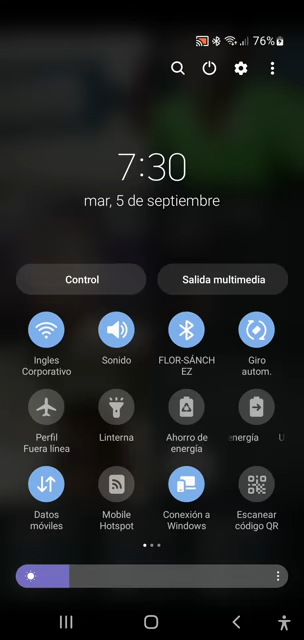 76%
7:30
mar, 5 de septiembre
Control
Salida multimedia
Ingles
Corporativo
Sonido
FLOR-SÁNCH
EZ
Giro
autom.
Perfil
Fuera línea
Linterna
Ahorro de
energía
nergía U
Datos
móviles
Mobile
Hotspot
Conexión a
Windows
Escanear
código QR